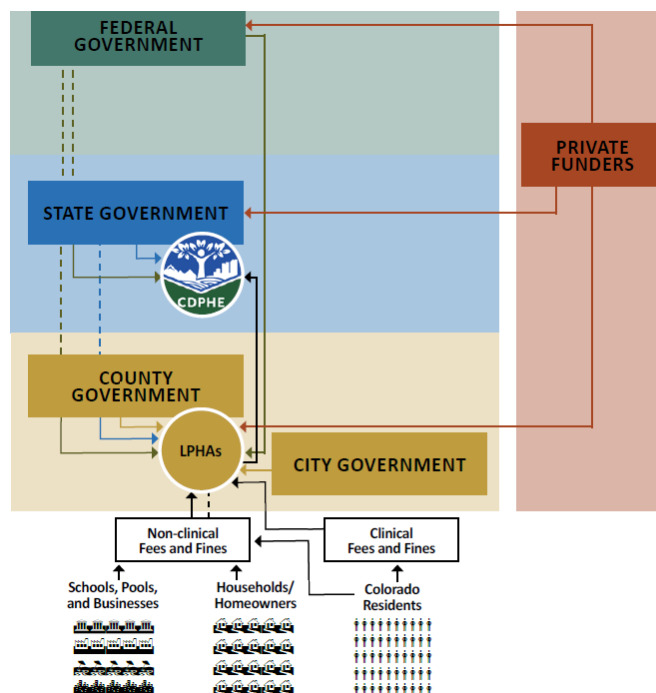 FEDERAL
GOVERNMENT
PRIVATE
FUNDERS
STATE GOVERNMENT
CDPHE
COUNTY
GOVERNMENT
LPHAs
CITY GOVERNMENT
Non-clinical
Fees and Fines
Clinical
Fees and Fines
Schools, Pools,
and Businesses
Households/
Homeowners
Colorado
Residents